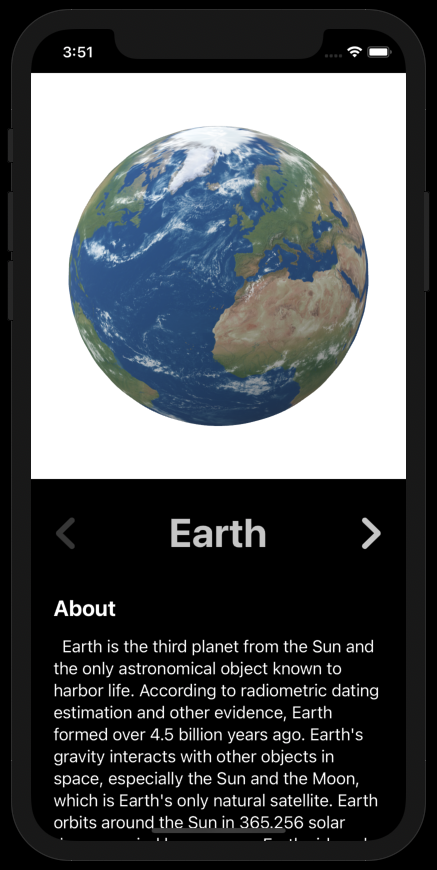 3:51
Earth
About
Earth is the third planet from the Sun and
the only astronomical object known to
harbor life. According to radiometric dating
estimation and other evidence, Earth
formed over 4.5 billion years ago. Earth's
gravity interacts with other objects in
space, especially the Sun and the Moon,
which is Earth's only natural satellite. Earth
orbits around the Sun in 365.256 solar